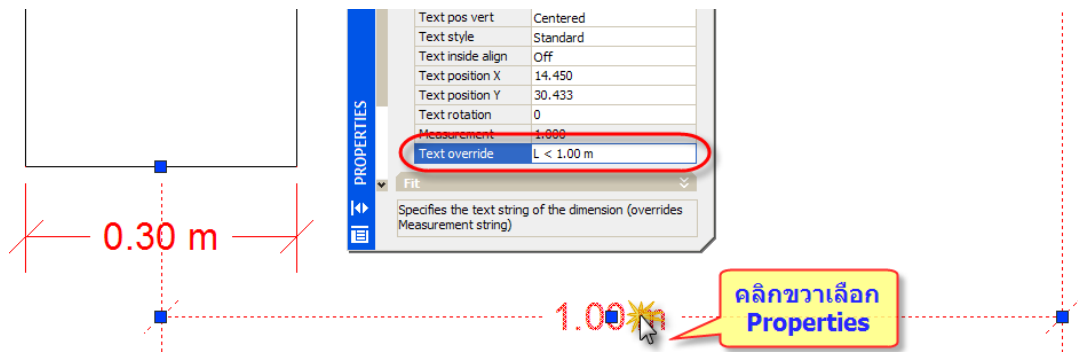 Text pos vert Centered
Text style Standard
Text inside align Off
Text position X 14.450
Text position Y 30.433
Text rotation 0
Measurement 1.000
Text override L < 1.00 m
Fit
Specifies the text string of the dimension (overrides
Measurement string)
PROPERTIES
0.30 m
1.00 m
คลิกขวาเลือก
Properties